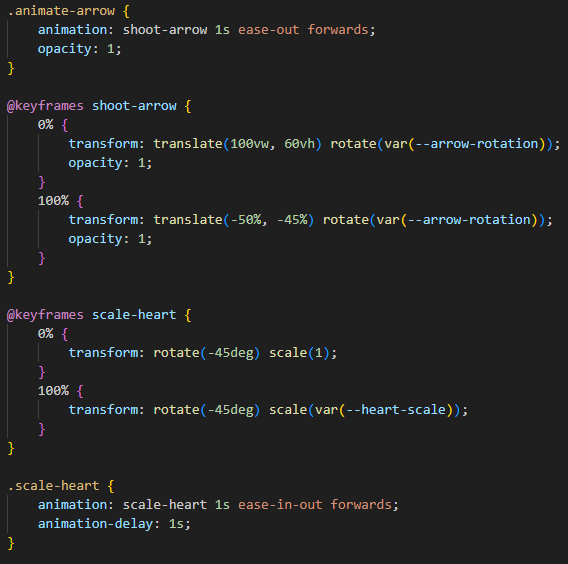 .animate-arrow {
    animation: shoot-arrow 1s ease-out forwards;
    opacity: 1;
}

@keyframes shoot-arrow {
    0% {
        transform: translate(100vw, 60vh) rotate(var(--arrow-rotation));
        opacity: 1;
    }
    100% {
        transform: translate(-50%, -45%) rotate(var(--arrow-rotation));
        opacity: 1;
    }
}

@keyframes scale-heart {
    0% {
        transform: rotate(-45deg) scale(1);
    }
    100% {
        transform: rotate(-45deg) scale(var(--heart-scale));
    }
}

.scale-heart {
    animation: scale-heart 1s ease-in-out forwards;
    animation-delay: 1s;
}